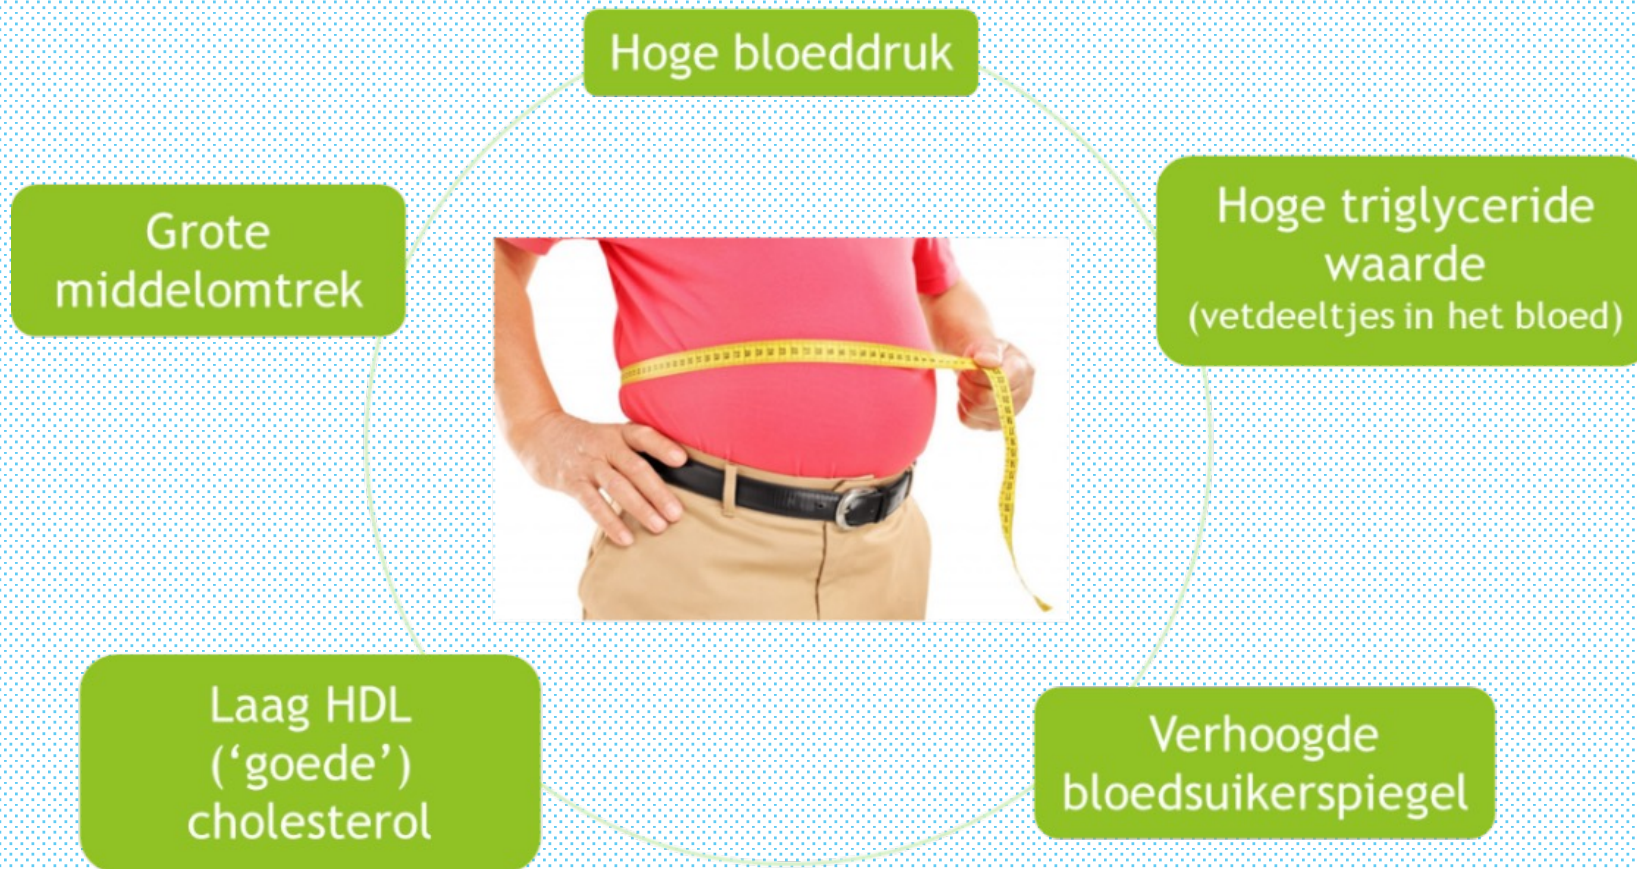 Hoge bloeddruk
Hoge triglyceride
waarde
(vetdeeltjes in het bloed)
Verhoogde
bloedsuikerspiegel
Laag HDL
(‘goede’)
cholesterol
Grote
middelomtrek